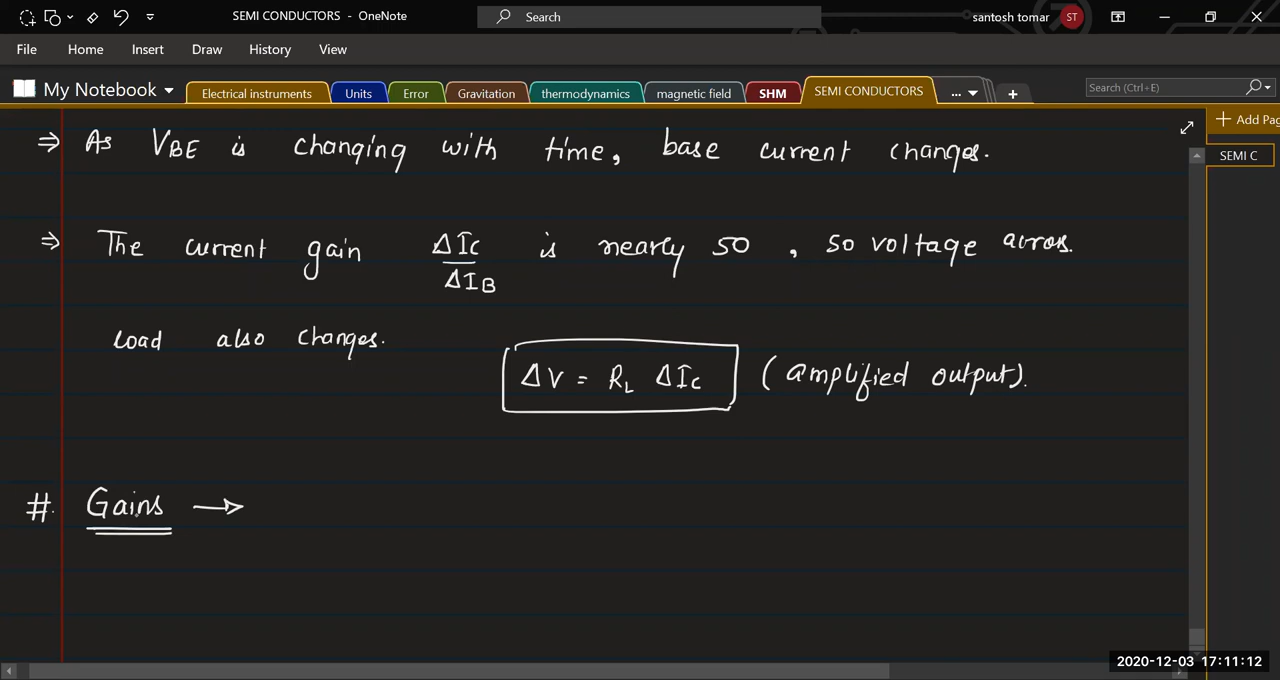 SEMI CONDUCTORS - OneNote
Search
santosh tomar ST
File Home Insert Draw History View
My Notebook
Electrical instruments Units Error Gravitation thermodynamics magnetic field SHM SEMI CONDUCTORS ... +
Search (Ctrl+E)
+ Add Pag
SEMI C
⇒ As VBE is changing with time, base current changes.
⇒ The current gain ΔIc/ΔIB is nearly 50, so voltage across
load also changes.
ΔV = RL ΔIc (amplified output).
# Gains →
2020-12-03 17:11:12